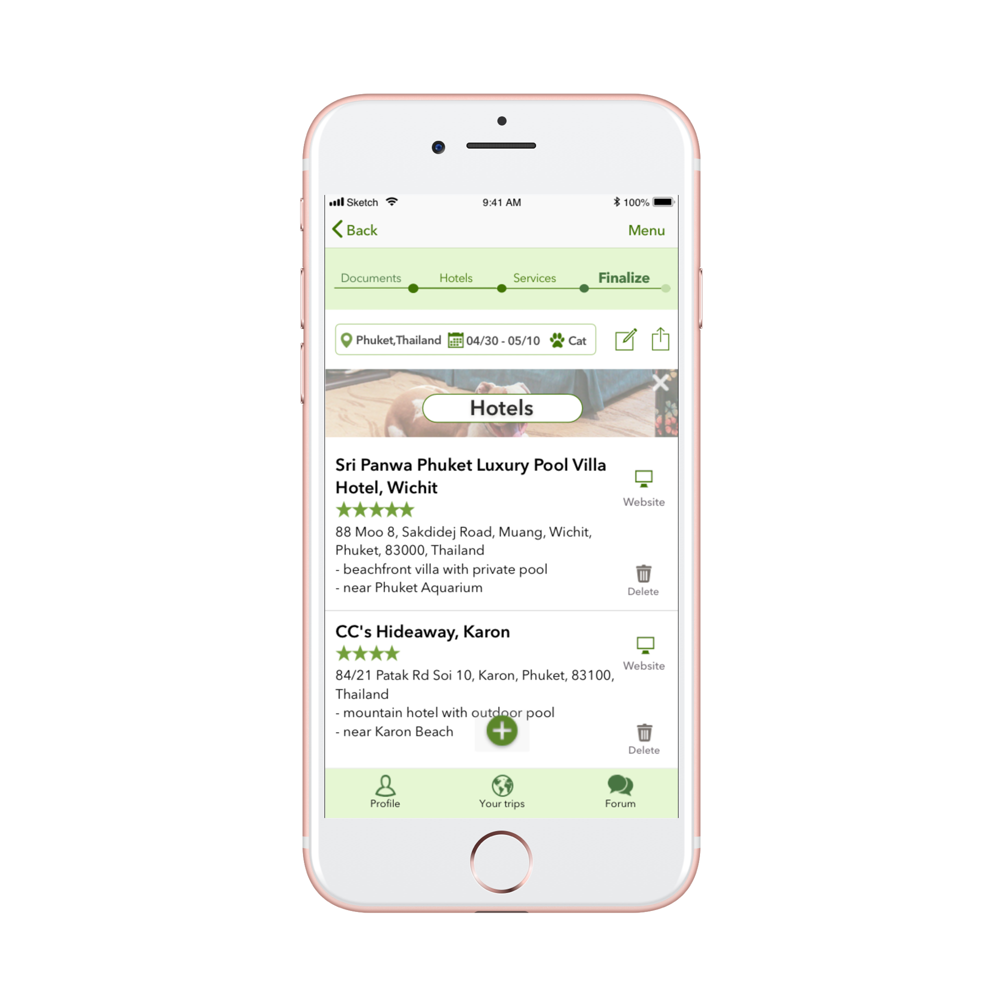 Sketch 9:41 AM 100%
Back Menu
Documents Hotels Services Finalize
Phuket,Thailand 04/30 - 05/10 Cat
Hotels
Sri Panwa Phuket Luxury Pool Villa
Hotel, Wichit
Website
88 Moo 8, Sakdidej Road, Muang, Wichit,
Phuket, 83000, Thailand
- beachfront villa with private pool
- near Phuket Aquarium
Delete
CC's Hideaway, Karon
Website
84/21 Patak Rd Soi 10, Karon, Phuket, 83100,
Thailand
- mountain hotel with outdoor pool
- near Karon Beach
Delete
Profile Your trips Forum